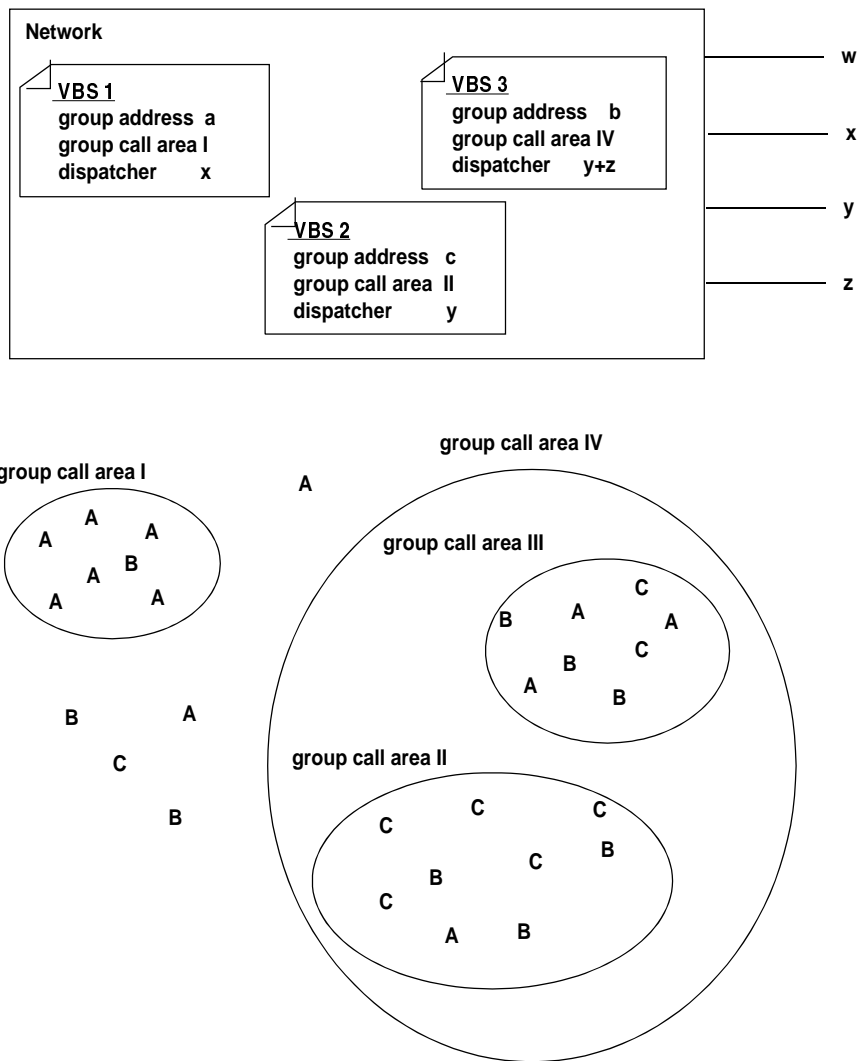 Network
VBS 1
group address a
group call area I
dispatcher x
VBS 3
group address b
group call area IV
dispatcher y+z
VBS 2
group address c
group call area II
dispatcher y
w
x
y
z
group call area IV
group call area I
A
group call area III
A
A
A
A
B
A
A
C
B
A
A
C
B
A
B
B
A
C
B
group call area II
C
C
C
B
C
B
C
A
B